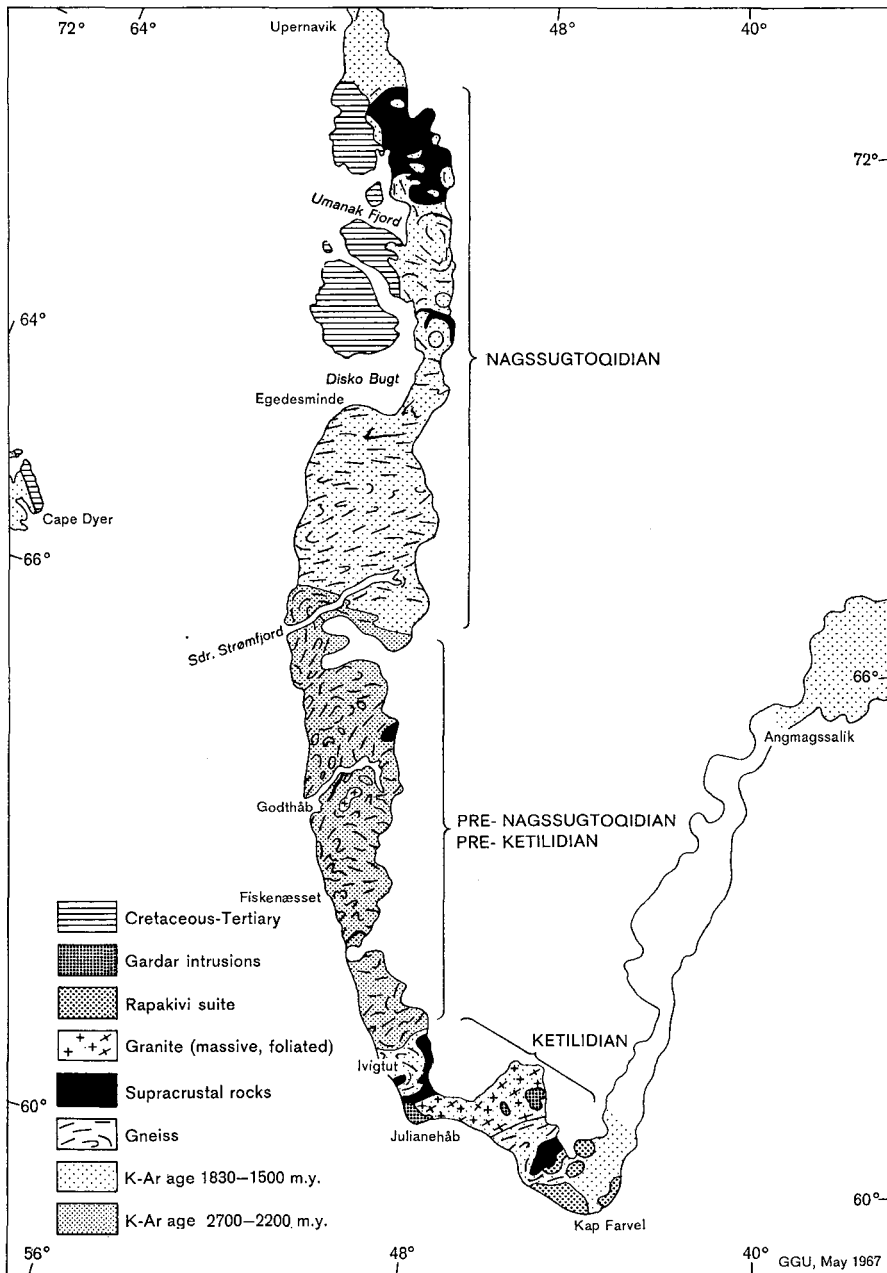 72° 64° 48° 40°
Upernavik
72°
Umanak Fjord
64°
NAGSSUGTOQIDIAN
Disko Bugt
Egedesminde
Cape Dyer
66°
Sdr. Strømfjord
66°
Angmagssalik
Godthåb
PRE- NAGSSUGTOQIDIAN
PRE- KETILIDIAN
Fiskenæsset
Cretaceous-Tertiary
Gardar intrusions
Rapakivi suite
Granite (massive, foliated)
KETILIDIAN
Ivigtut
Supracrustal rocks
60°
Julianehåb
Gneiss
K-Ar age 1830–1500 m.y.
60°
Kap Farvel
K-Ar age 2700–2200 m.y.
56° 48° 40°
GGU, May 1967